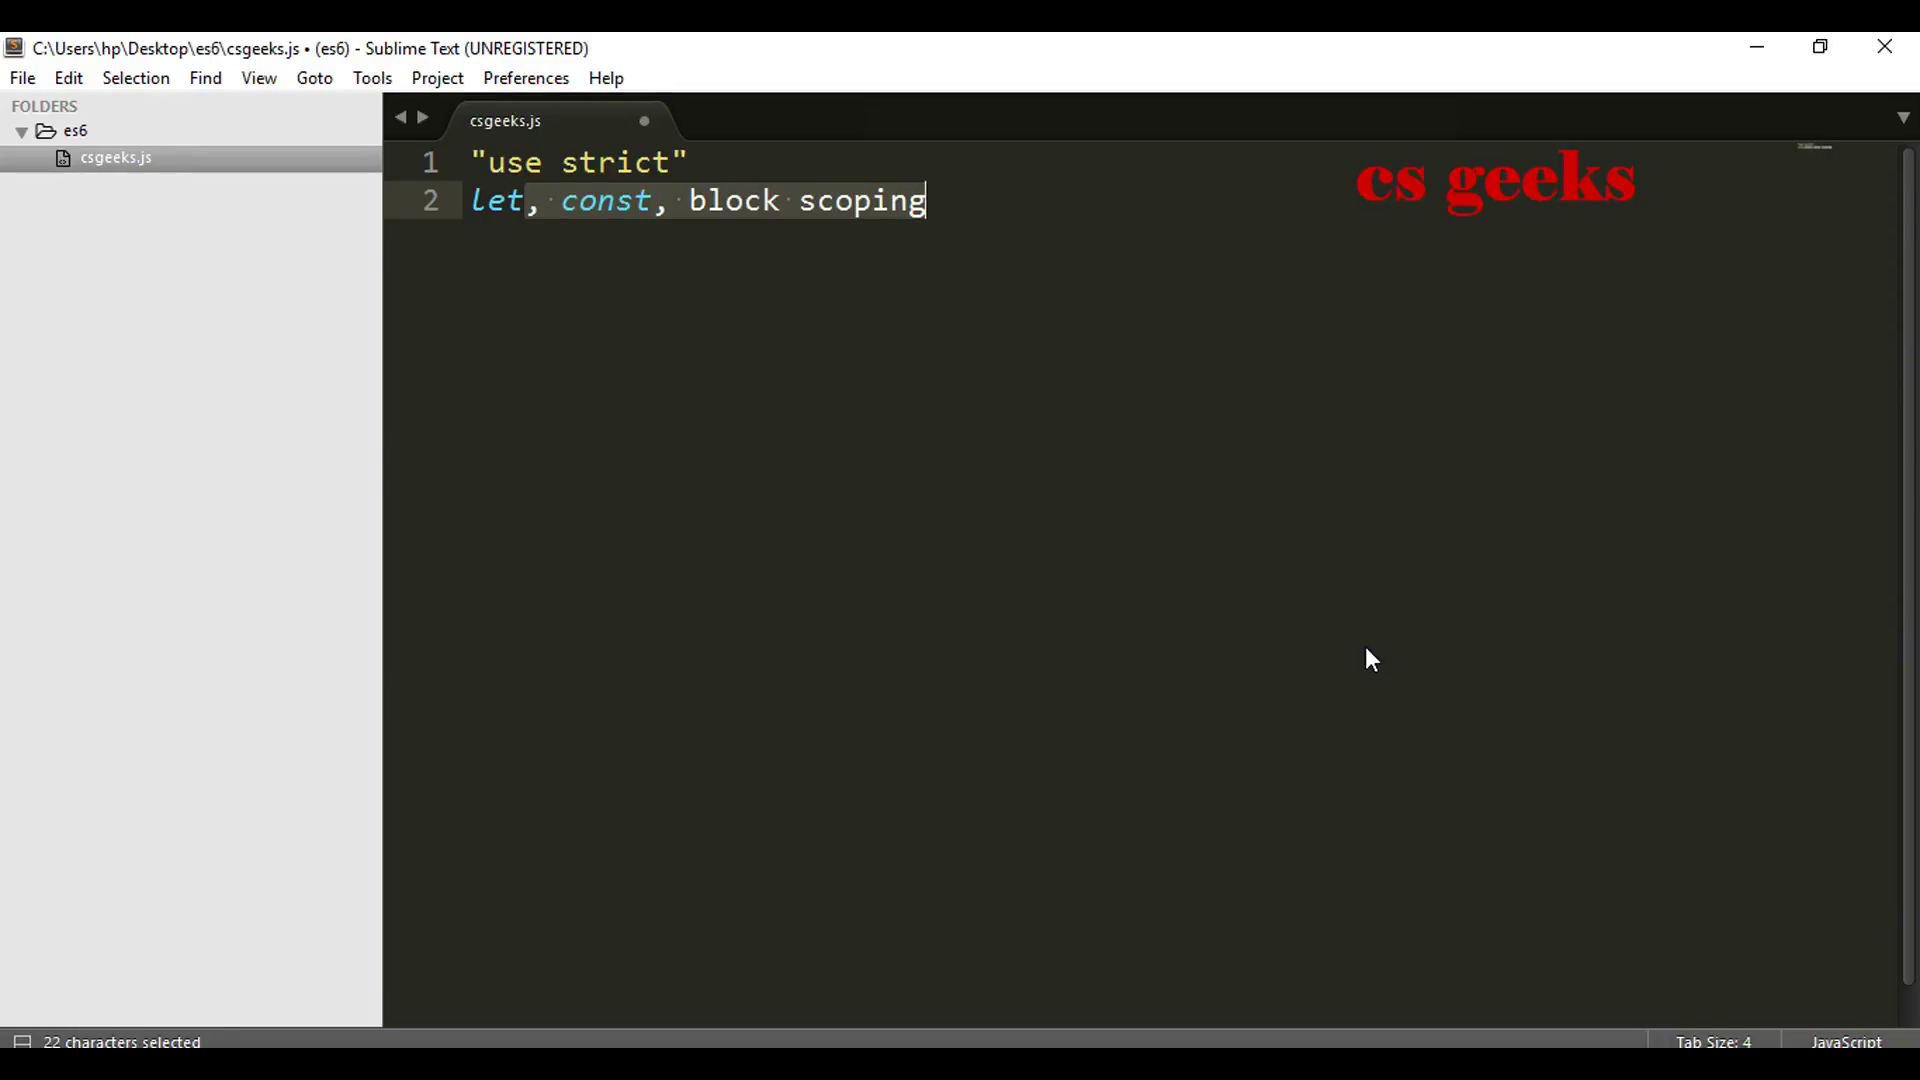 C:\Users\hp\Desktop\es6\csgeeks.js • (es6) - Sublime Text (UNREGISTERED)
File Edit Selection Find View Goto Tools Project Preferences Help
FOLDERS
es6
csgeeks.js
csgeeks.js
1 "use strict"
2 let, const, block scoping
cs geeks
22 characters selected
Tab Size: 4
JavaScript